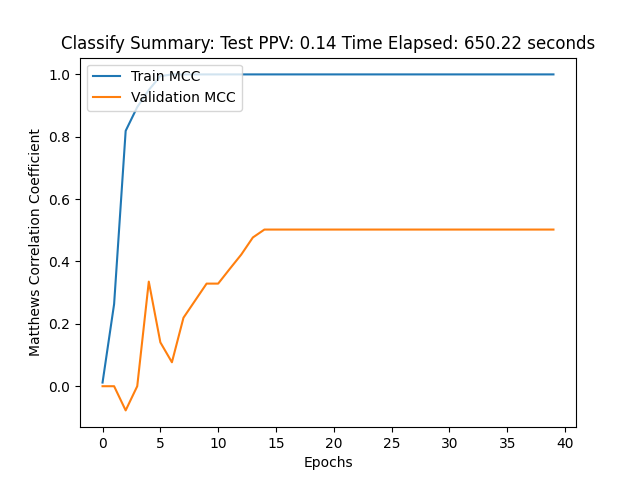 Classify Summary: Test PPV: 0.14 Time Elapsed: 650.22 seconds
Train MCC
Validation MCC
Matthews Correlation Coefficient
1.0
0.8
0.6
0.4
0.2
0.0
0 5 10 15 20 25 30 35 40
Epochs